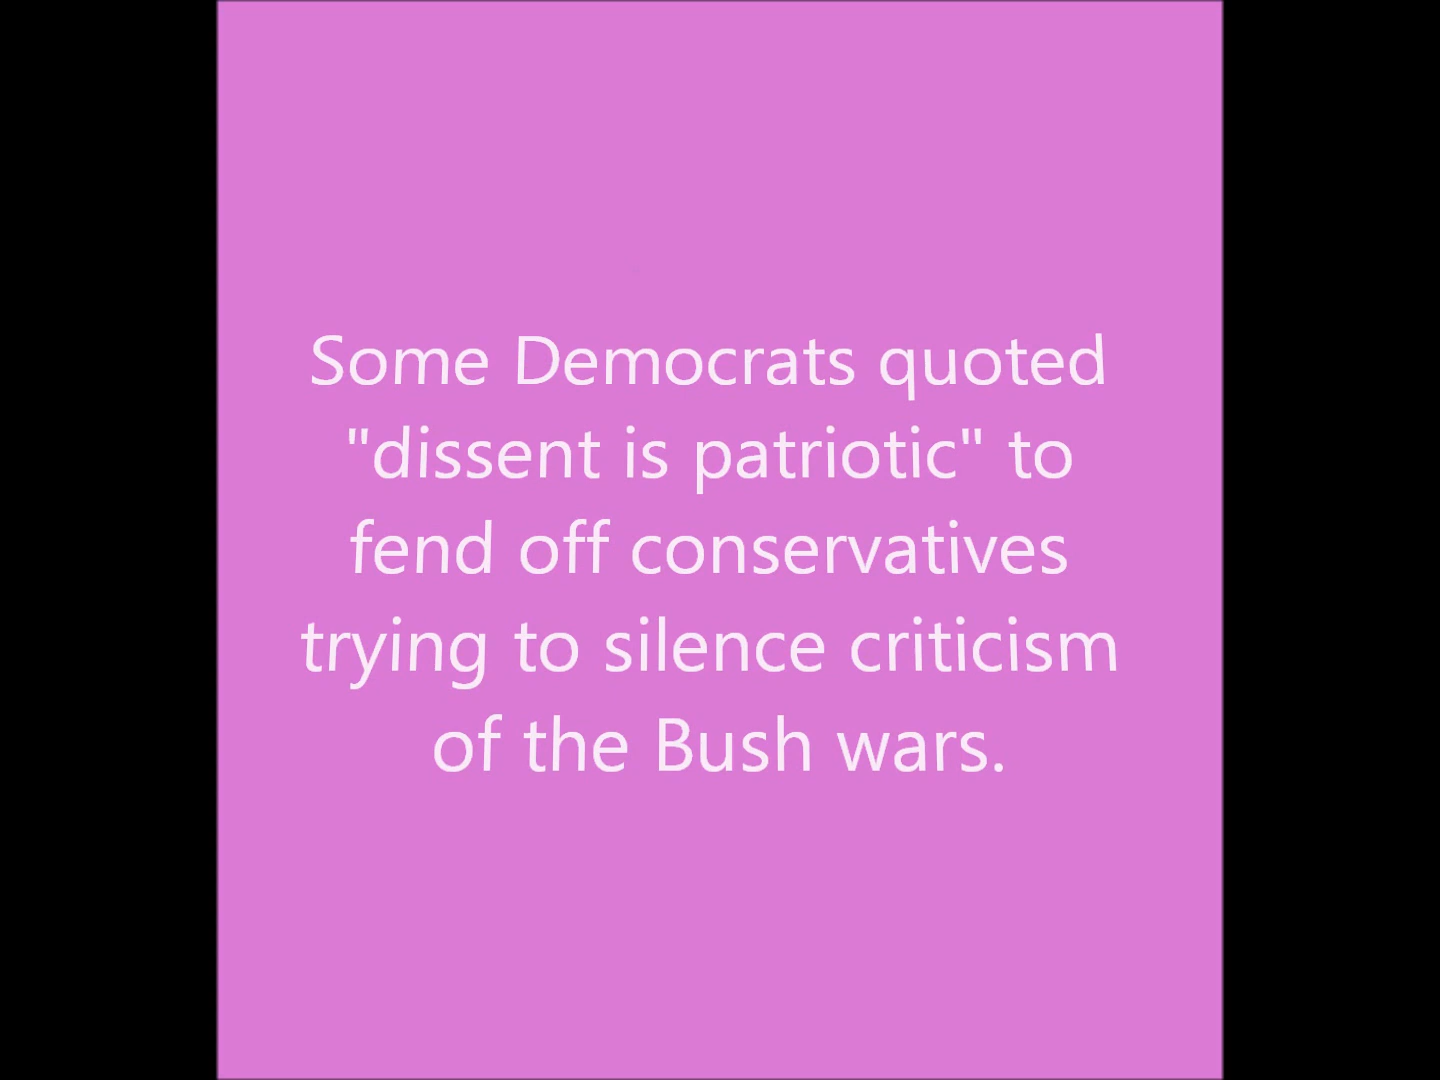 Some Democrats quoted
"dissent is patriotic" to
fend off conservatives
trying to silence criticism
of the Bush wars.